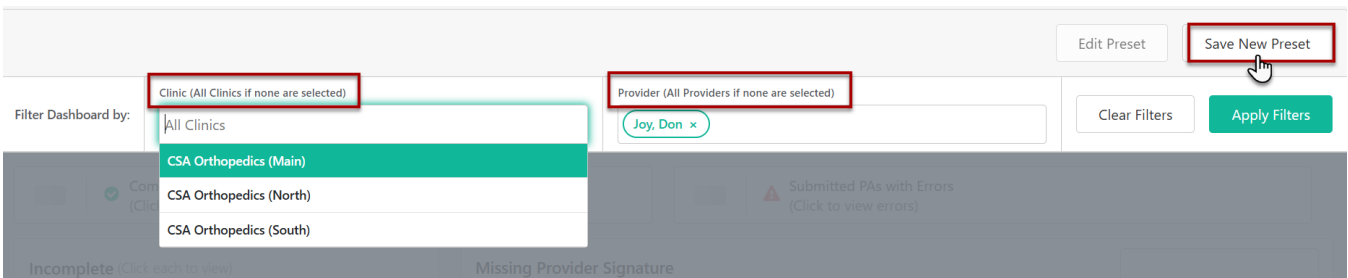 Edit Preset
Save New Preset
Filter Dashboard by:
Clinic (All Clinics if none are selected)
All Clinics
Provider (All Providers if none are selected)
Joy, Don ×
Clear Filters
Apply Filters
CSA Orthopedics (Main)
CSA Orthopedics (North)
CSA Orthopedics (South)
Submitted PAs with Errors
(Click to view errors)
Incomplete (Click each to view)
Missing Provider Signature